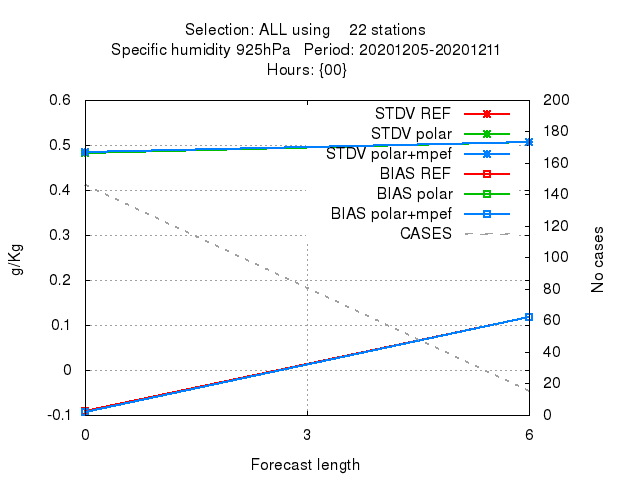 Selection: ALL using 22 stations
Specific humidity 925hPa Period: 20201205-20201211
Hours: {00}
0.6
0.5
0.4
0.3
0.2
0.1
0
-0.1
g/Kg
STDV REF
STDV polar
STDV polar+mpef
BIAS REF
BIAS polar
BIAS polar+mpef
CASES
200
180
160
140
120
100
80
60
40
20
0
No cases
0 3 6
Forecast length